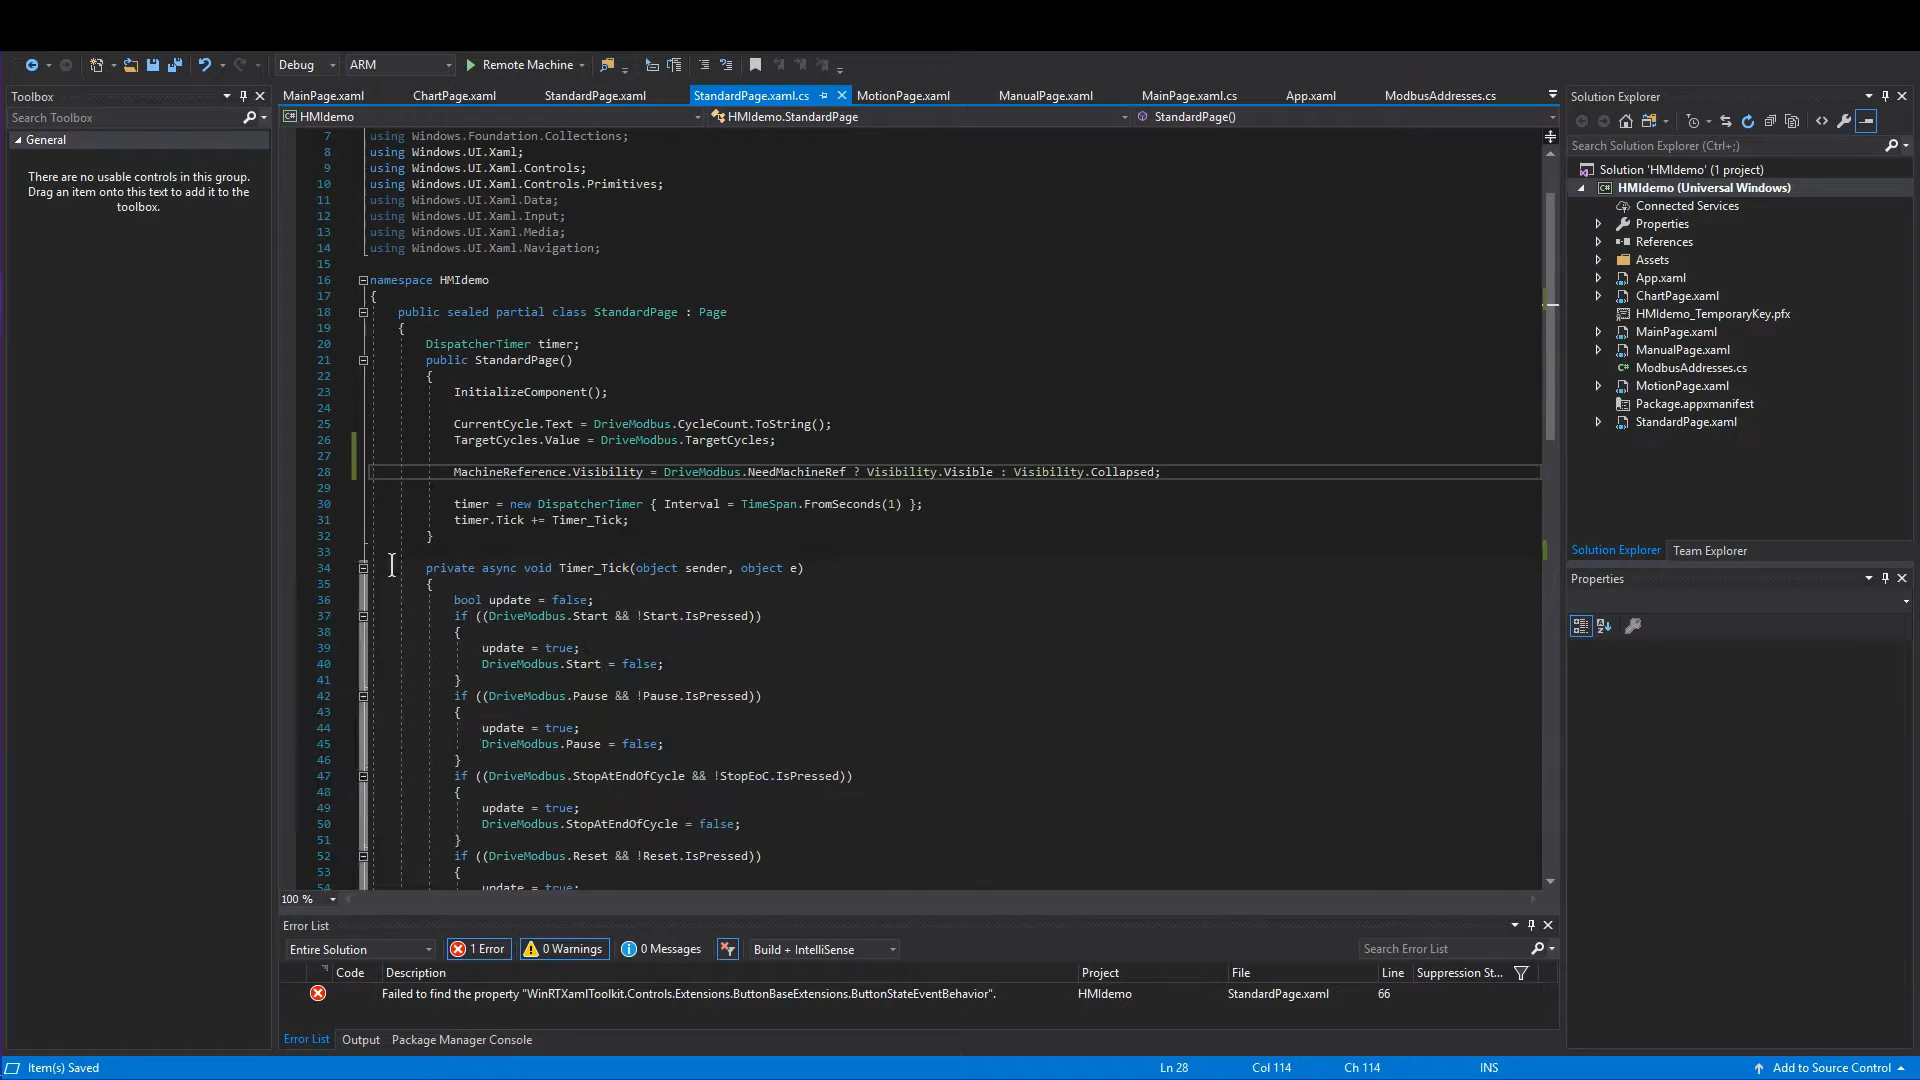 Debug
ARM
Remote Machine
Toolbox
MainPage.xaml
ChartPage.xaml
StandardPage.xaml
StandardPage.xaml.cs
MotionPage.xaml
ManualPage.xaml
MainPage.xaml.cs
App.xaml
ModbusAddresses.cs
Solution Explorer
Search Toolbox
HMIdemo
HMIdemo.StandardPage
StandardPage()
General
There are no usable controls in this group.
Drag an item onto this text to add it to the
toolbox.
7 using Windows.Foundation.Collections;
8 using Windows.UI.Xaml;
9 using Windows.UI.Xaml.Controls;
10 using Windows.UI.Xaml.Controls.Primitives;
11 using Windows.UI.Xaml.Data;
12 using Windows.UI.Xaml.Input;
13 using Windows.UI.Xaml.Media;
14 using Windows.UI.Xaml.Navigation;
15
16 namespace HMIdemo
17 {
18 public sealed partial class StandardPage : Page
19 {
20 DispatcherTimer timer;
21 public StandardPage()
22 {
23 InitializeComponent();
24
25 CurrentCycle.Text = DriveModbus.CycleCount.ToString();
26 TargetCycles.Value = DriveModbus.TargetCycles;
27
28 MachineReference.Visibility = DriveModbus.NeedMachineRef ? Visibility.Visible : Visibility.Collapsed;
29
30 timer = new DispatcherTimer { Interval = TimeSpan.FromSeconds(1) };
31 timer.Tick += Timer_Tick;
32 }
33
34 private async void Timer_Tick(object sender, object e)
35 {
36 bool update = false;
37 if ((DriveModbus.Start && !Start.IsPressed))
38 {
39 update = true;
40 DriveModbus.Start = false;
41 }
42 if ((DriveModbus.Pause && !Pause.IsPressed))
43 {
44 update = true;
45 DriveModbus.Pause = false;
46 }
47 if ((DriveModbus.StopAtEndOfCycle && !StopEoC.IsPressed))
48 {
49 update = true;
50 DriveModbus.StopAtEndOfCycle = false;
51 }
52 if ((DriveModbus.Reset && !Reset.IsPressed))
53 {
54 update = true;
100 %
Search Solution Explorer (Ctrl+;)
Solution 'HMIdemo' (1 project)
HMIdemo (Universal Windows)
Connected Services
Properties
References
Assets
App.xaml
ChartPage.xaml
HMIdemo_TemporaryKey.pfx
MainPage.xaml
ManualPage.xaml
ModbusAddresses.cs
MotionPage.xaml
Package.appxmanifest
StandardPage.xaml
Solution Explorer
Team Explorer
Properties
Error List
Entire Solution
1 Error
0 Warnings
0 Messages
Build + IntelliSense
Search Error List
Code
Description
Project
File
Line
Suppression St...
Failed to find the property "WinRTXamlToolkit.Controls.Extensions.ButtonBaseExtensions.ButtonStateEventBehavior".
HMIdemo
StandardPage.xaml
66
Error List
Output
Package Manager Console
Item(s) Saved
Ln 28
Col 114
Ch 114
INS
Add to Source Control